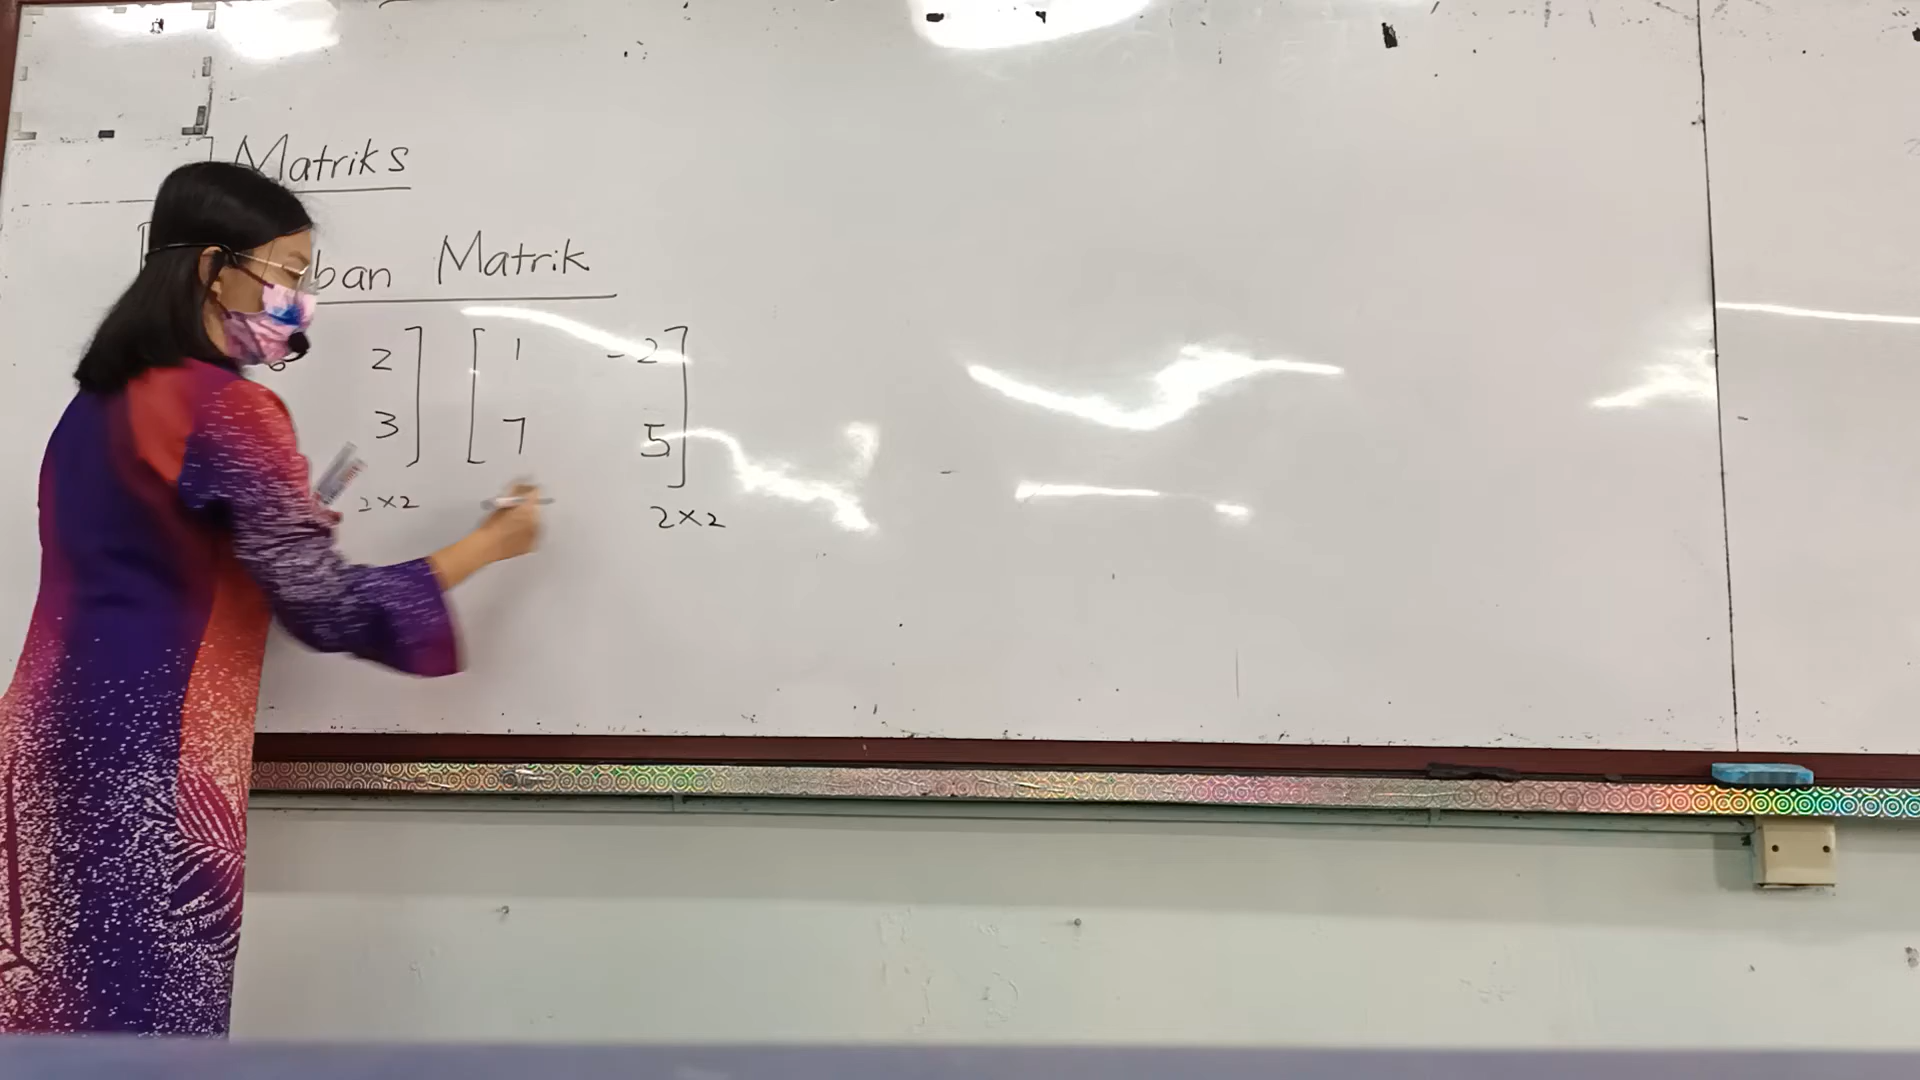 Matriks
ban Matrik
2 ] [ 1 -2 ]
3 ] [ 7 5 ]
2×2 2×2